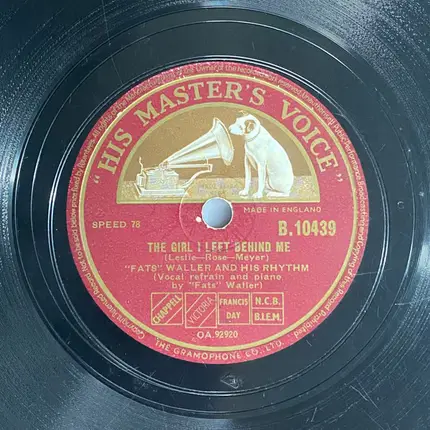 "HIS MASTER'S VOICE"
MADE IN ENGLAND
SPEED 78
B.10439
THE GIRL I LEFT BEHIND ME
(Leslie—Rose—Meyer)
"FATS" WALLER AND HIS RHYTHM
(Vocal refrain and piano
by "Fats" Waller)
CHAPPELL
VICTORIA
FRANCIS
DAY
N.C.B.
B.I.E.M.
OA.92920
THE GRAMOPHONE CO., LTD.